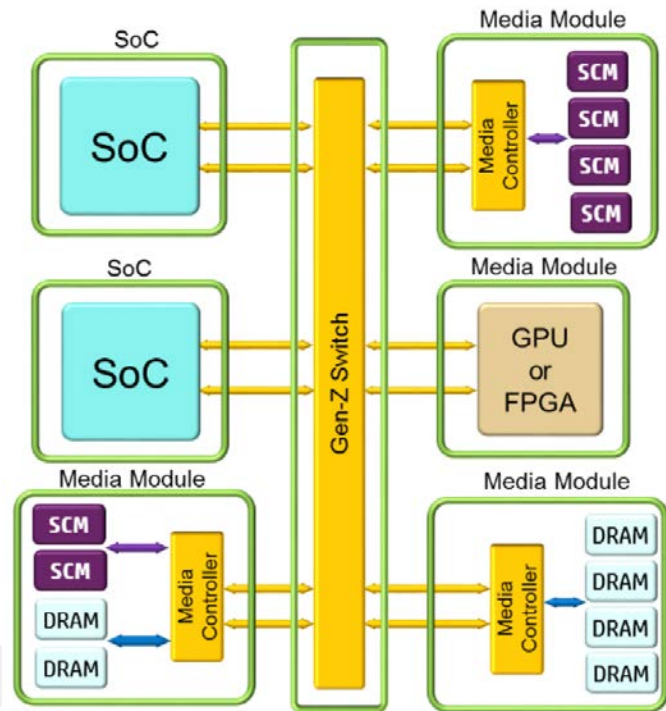 SoC
SoC
Media Module
Media
Controller
SCM
SCM
SCM
SCM
SoC
SoC
Gen-Z Switch
Media Module
GPU
or
FPGA
Media Module
SCM
SCM
DRAM
DRAM
Media
Controller
Media Module
Media
Controller
DRAM
DRAM
DRAM
DRAM